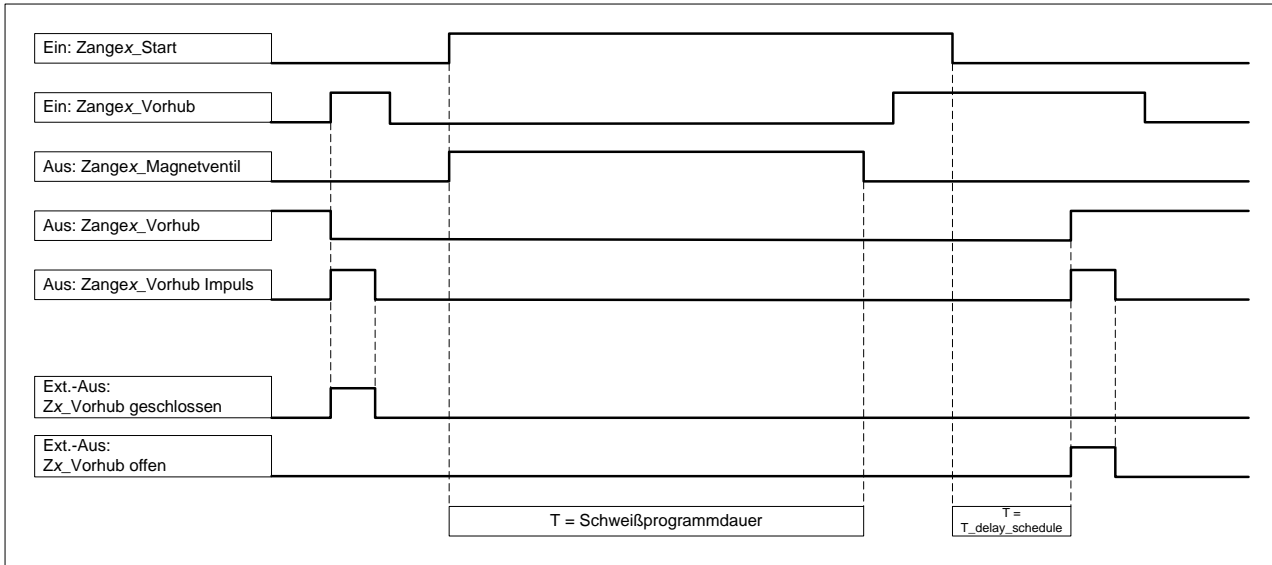 Ein: Zangex_Start
Ein: Zangex_Vorhub
Aus: Zangex_Magnetventil
Aus: Zangex_Vorhub
Aus: Zangex_Vorhub Impuls
Ext.-Aus:
Zx_Vorhub geschlossen
Ext.-Aus:
Zx_Vorhub offen
T = Schweißprogrammdauer
T =
T_delay_schedule